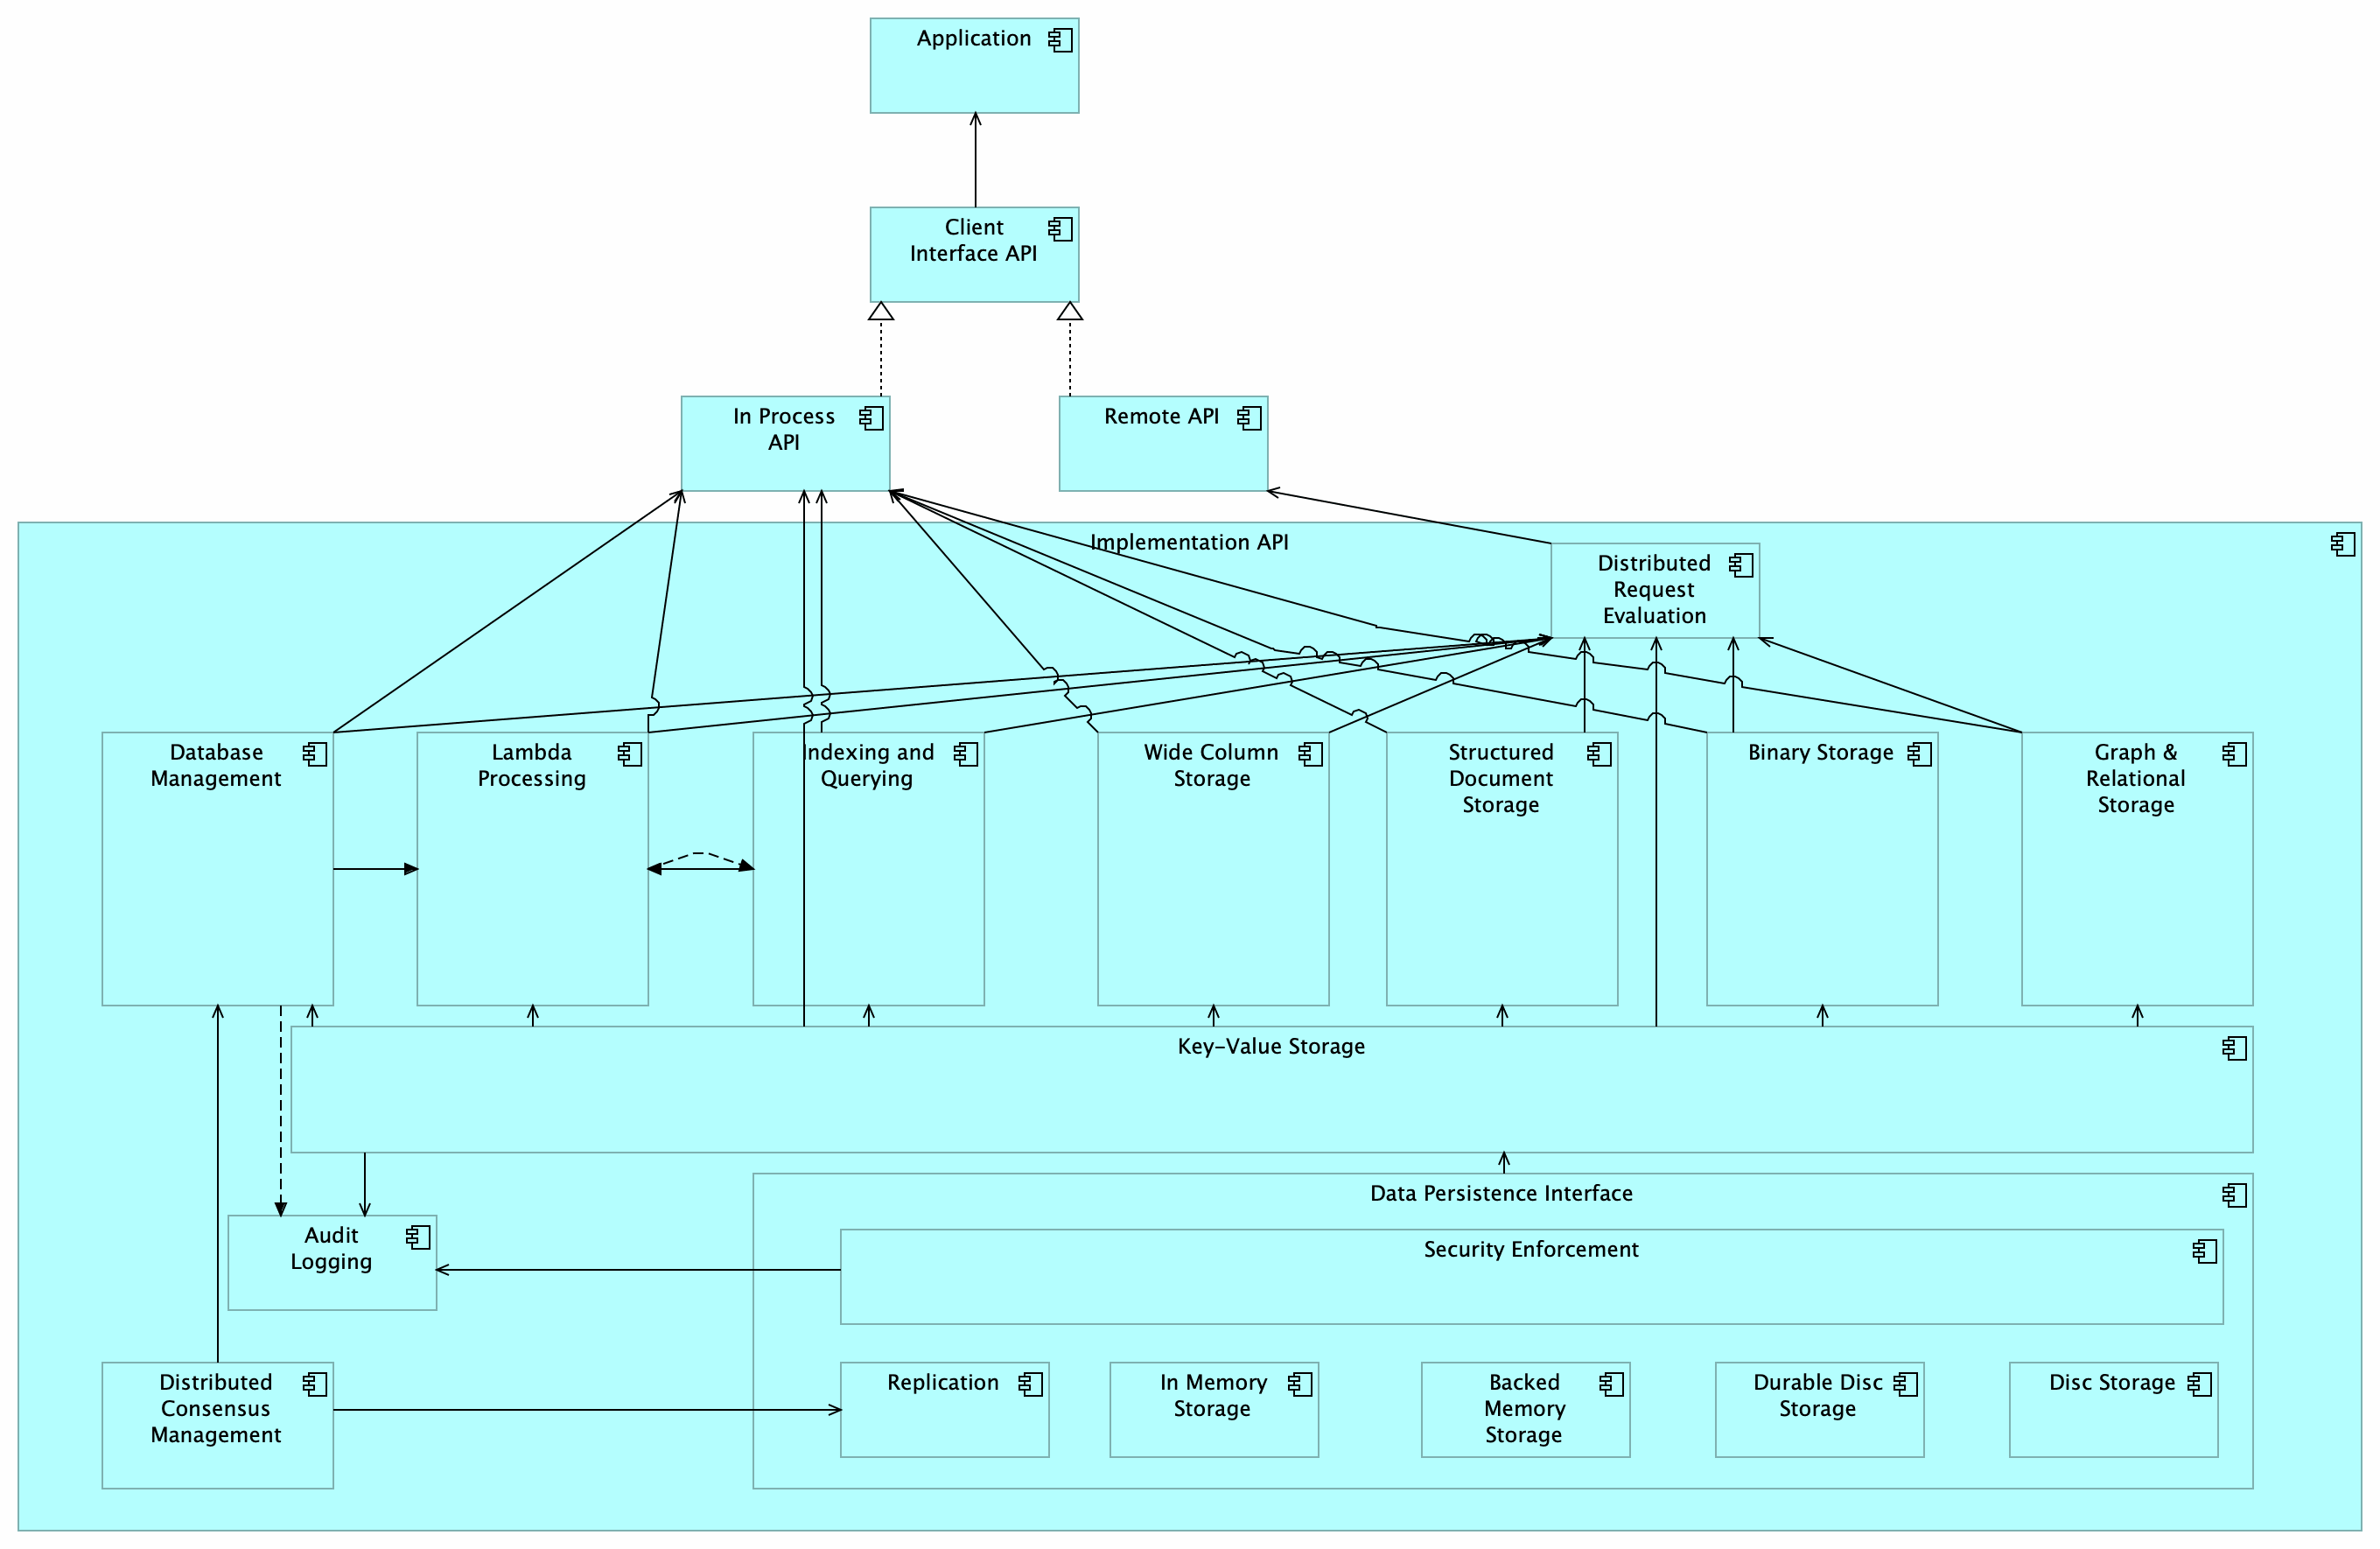 Application
Client
Interface API
In Process
API
Remote API
Implementation API
Distributed
Request
Evaluation
Database
Management
Lambda
Processing
Indexing and
Querying
Wide Column
Storage
Structured
Document
Storage
Binary Storage
Graph &
Relational
Storage
Key-Value Storage
Data Persistence Interface
Audit
Logging
Security Enforcement
Distributed
Consensus
Management
Replication
In Memory
Storage
Backed
Memory
Storage
Durable Disc
Storage
Disc Storage